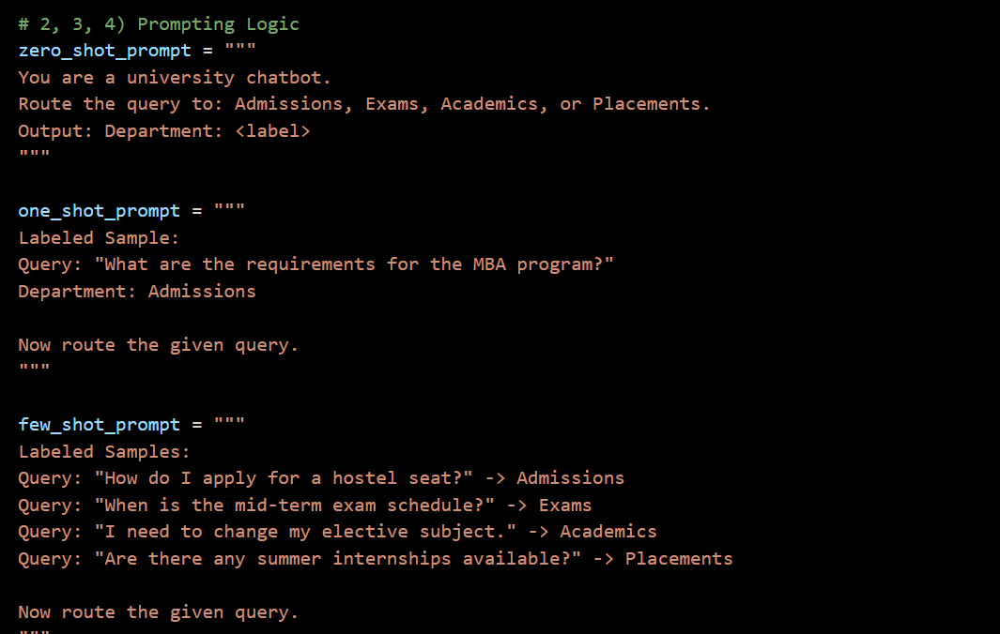 # 2, 3, 4) Prompting Logic
zero_shot_prompt = """
You are a university chatbot.
Route the query to: Admissions, Exams, Academics, or Placements.
Output: Department: <label>
"""
one_shot_prompt = """
Labeled Sample:
Query: "What are the requirements for the MBA program?"
Department: Admissions
Now route the given query.
"""
few_shot_prompt = """
Labeled Samples:
Query: "How do I apply for a hostel seat?" -> Admissions
Query: "When is the mid-term exam schedule?" -> Exams
Query: "I need to change my elective subject." -> Academics
Query: "Are there any summer internships available?" -> Placements
Now route the given query.
"""